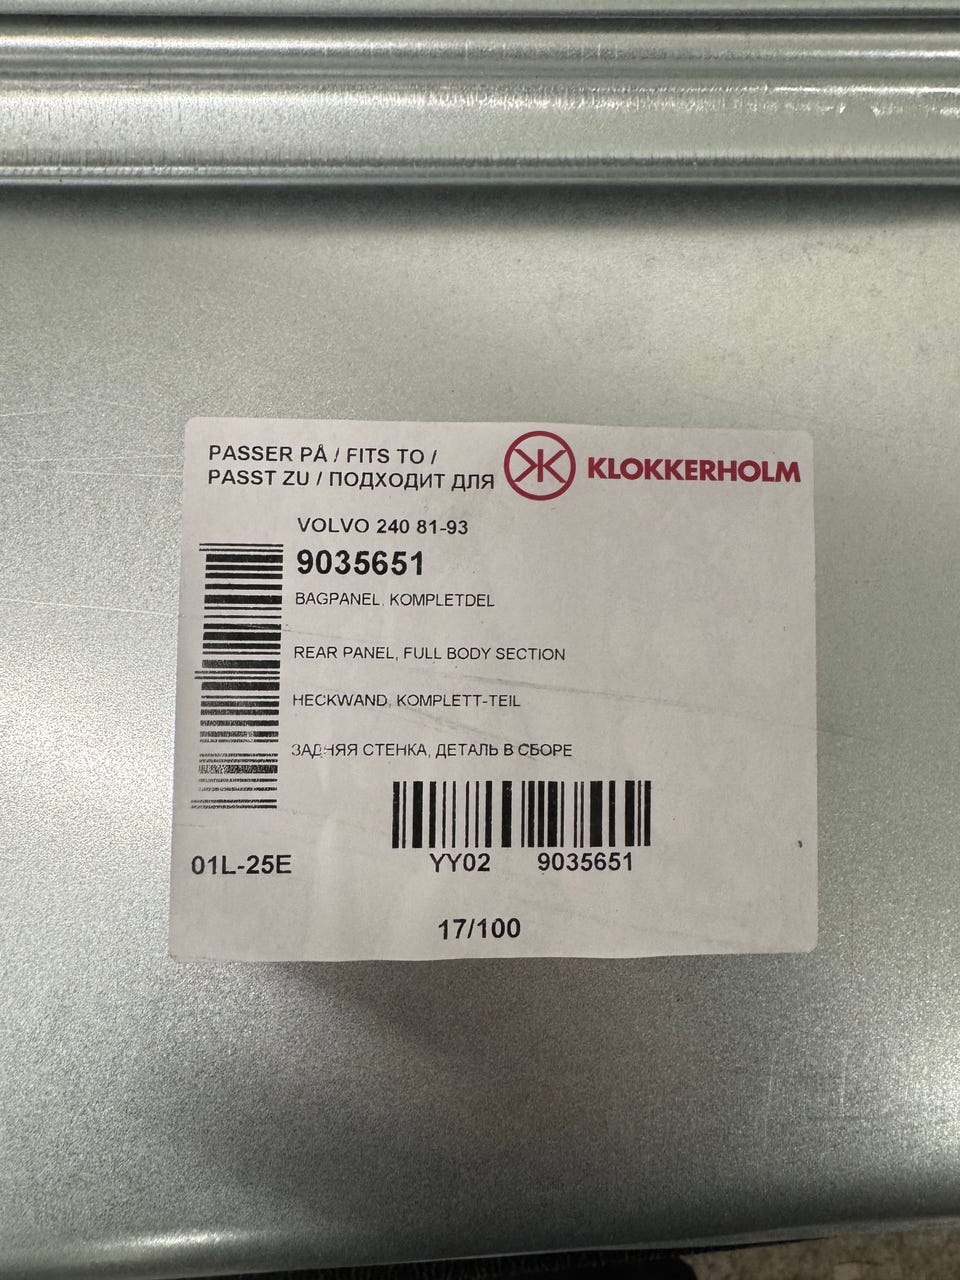 PASSER PÅ / FITS TO /
PASST ZU / ПОДХОДИТ ДЛЯ
KLOKKERHOLM
VOLVO 240 81-93
9035651
BAGPANEL, KOMPLETDEL
REAR PANEL, FULL BODY SECTION
HECKWAND, KOMPLETT-TEIL
ЗАДНЯЯ СТЕНКА, ДЕТАЛЬ В СБОРЕ
01L-25E
YY02 9035651
17/100